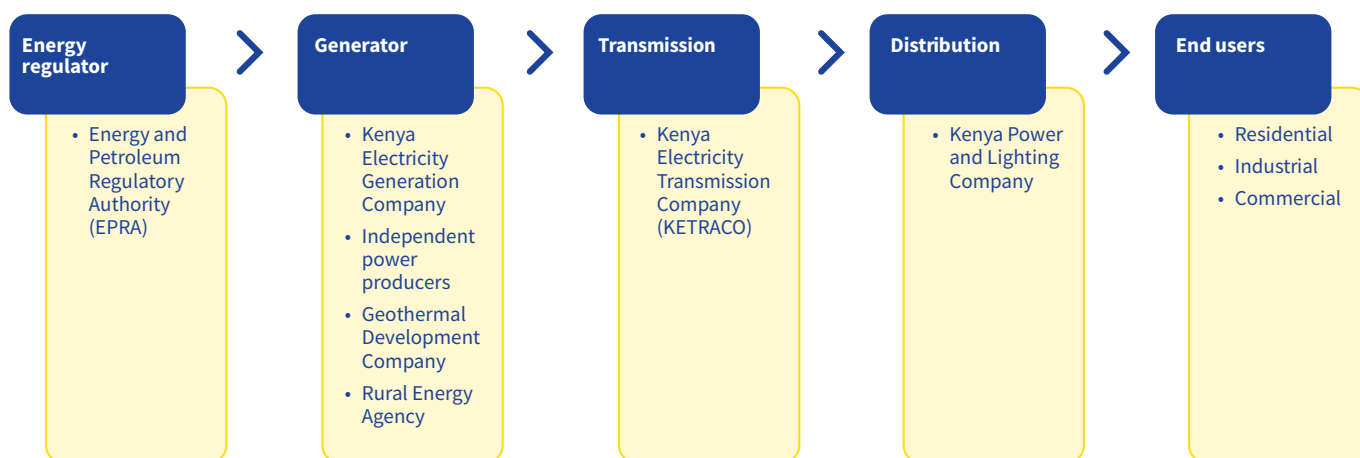 Energy
regulator
• Energy and
Petroleum
Regulatory
Authority
(EPRA)
Generator
• Kenya
Electricity
Generation
Company
• Independent
power
producers
• Geothermal
Development
Company
• Rural Energy
Agency
Transmission
• Kenya
Electricity
Transmission
Company
(KETRACO)
Distribution
• Kenya Power
and Lighting
Company
End users
• Residential
• Industrial
• Commercial